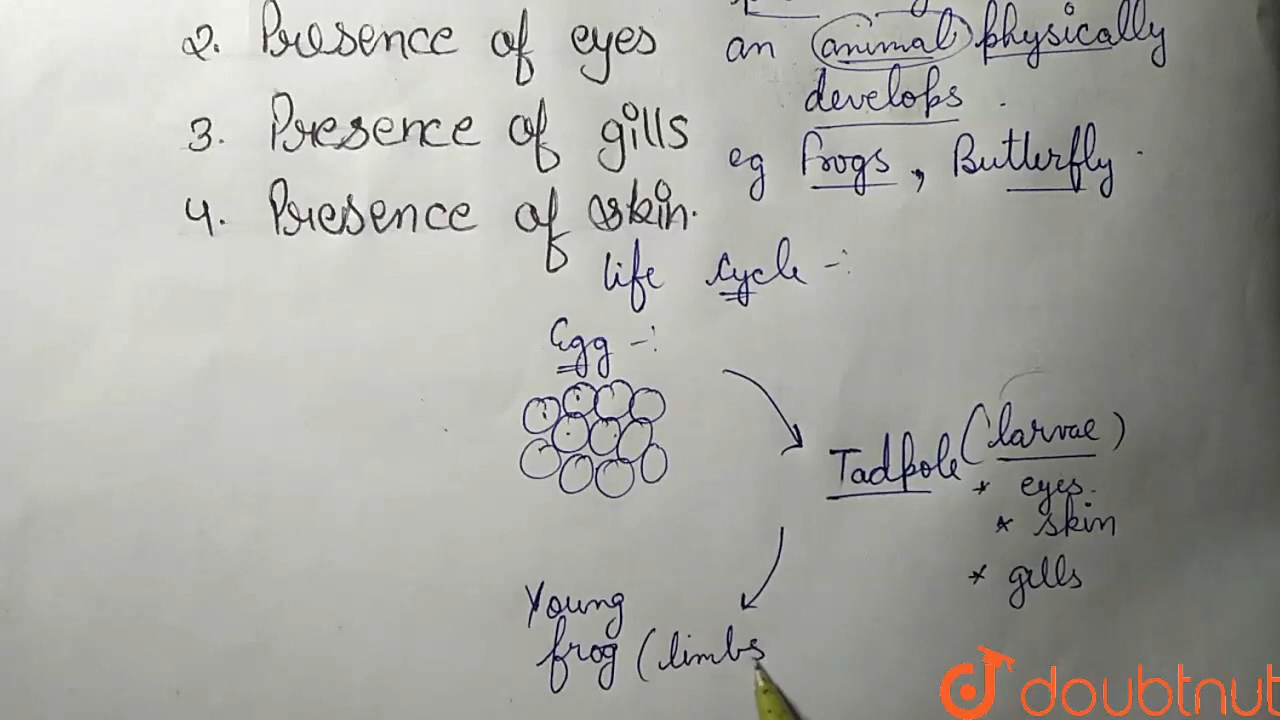 2. Presence of eyes
3. Presence of gills
4. Presence of skin.
an animal physically
develops.
eg Frogs, Butterfly.
life cycle -:
Egg -:
Tadpole (larvae)
* eyes.
* skin
* gills
Young
frog (limbs
doubtnut